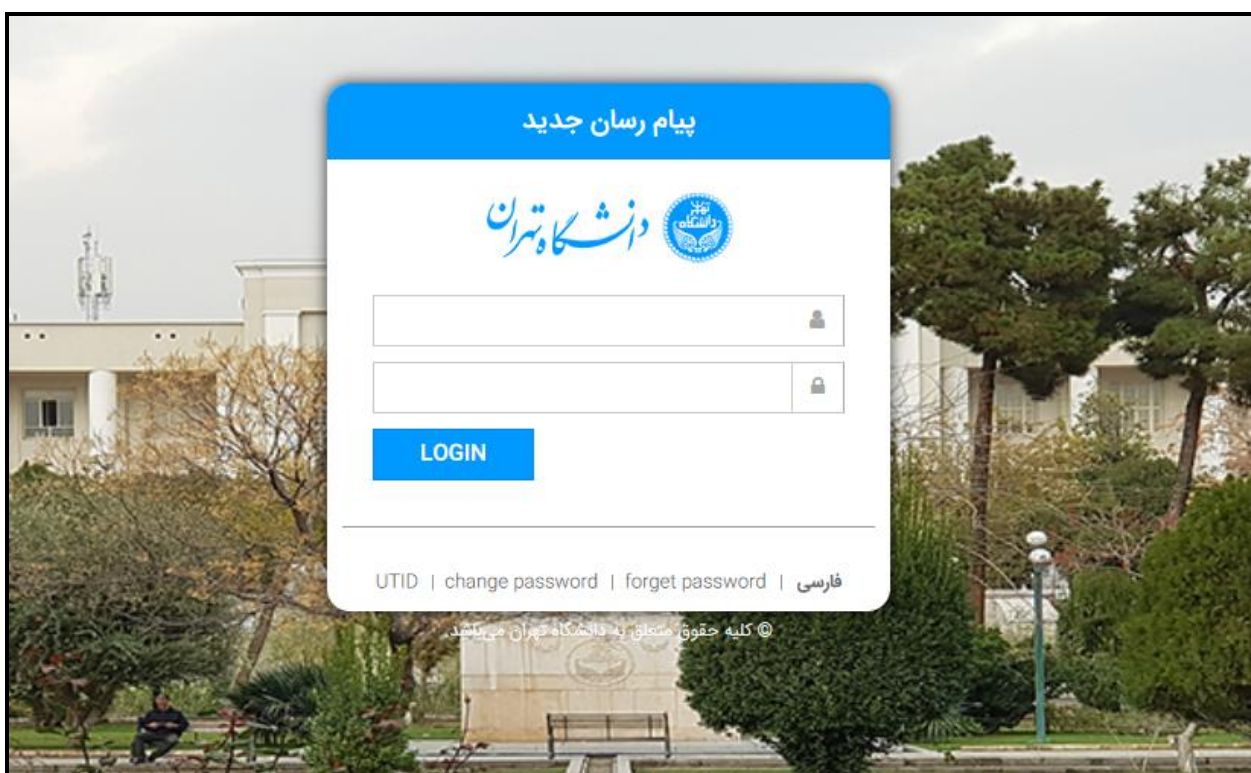 پیام رسان جدید
دانشگاه تهران
LOGIN
UTID | change password | forget password | فارسی
© کلیه حقوق متعلق به دانشگاه تهران می‌باشد.